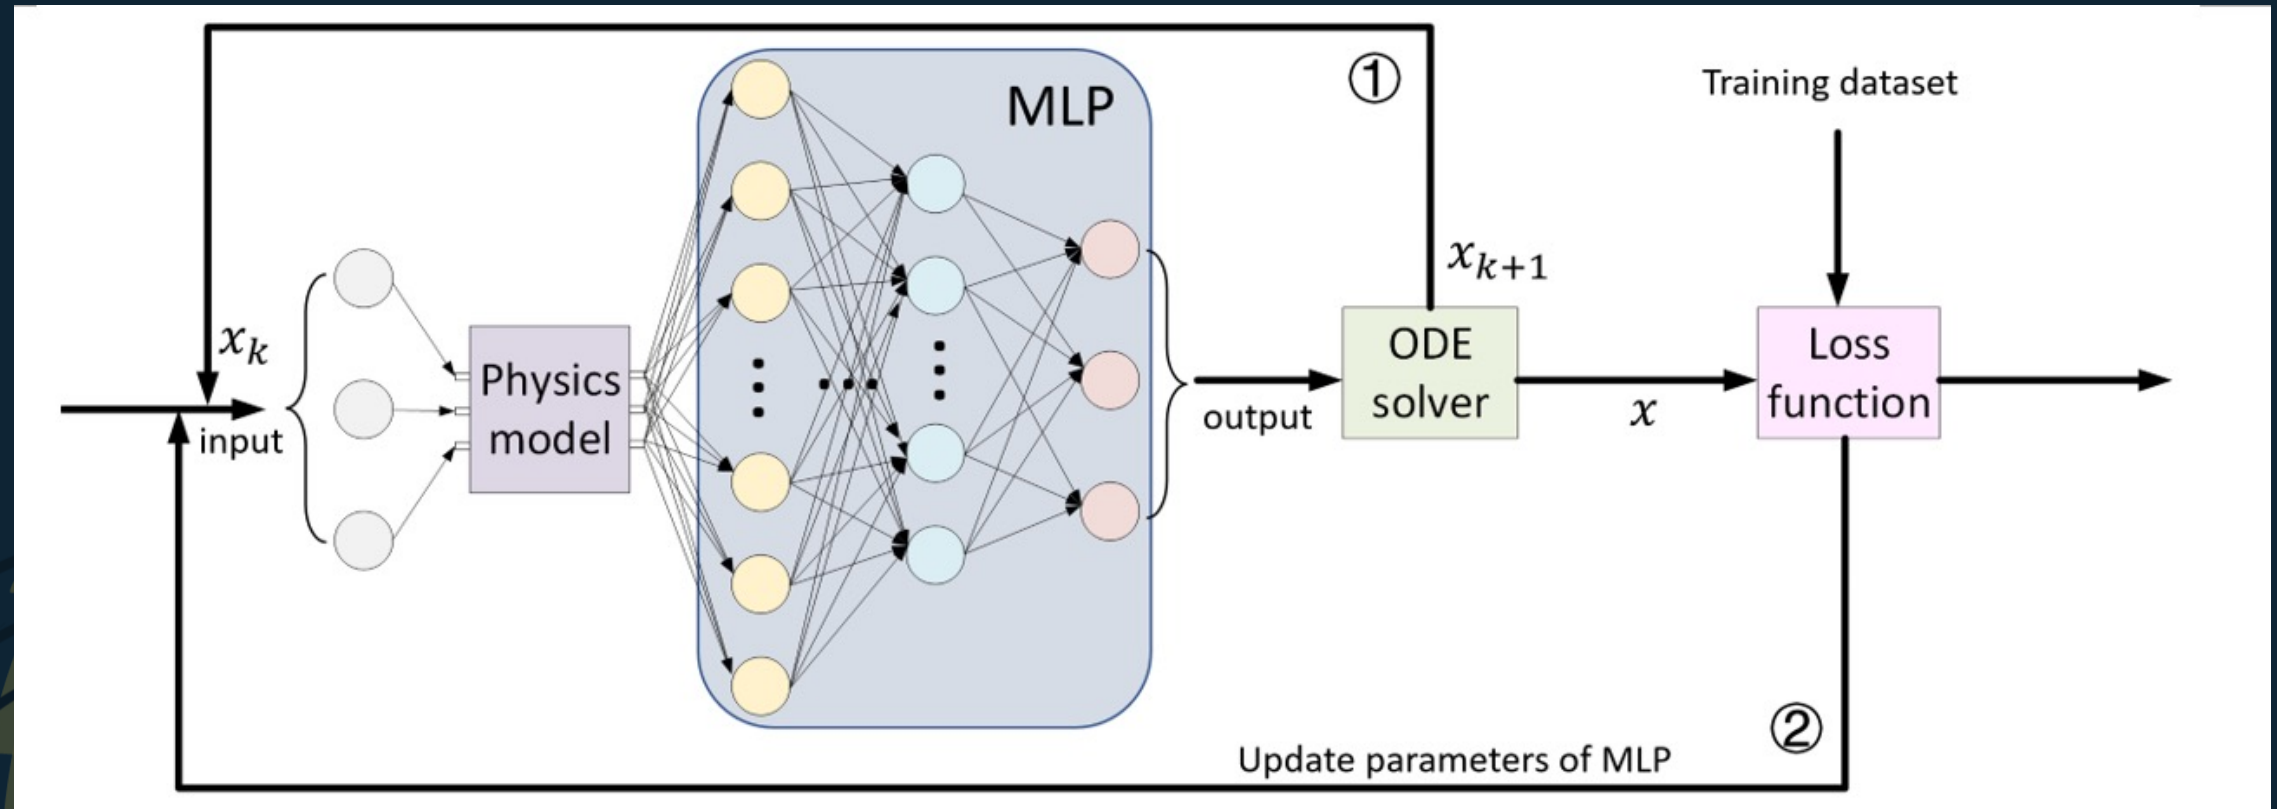 MLP
①
Training dataset
x_{k+1}
x_k
input
Physics
model
output
ODE
solver
x
Loss
function
②
Update parameters of MLP